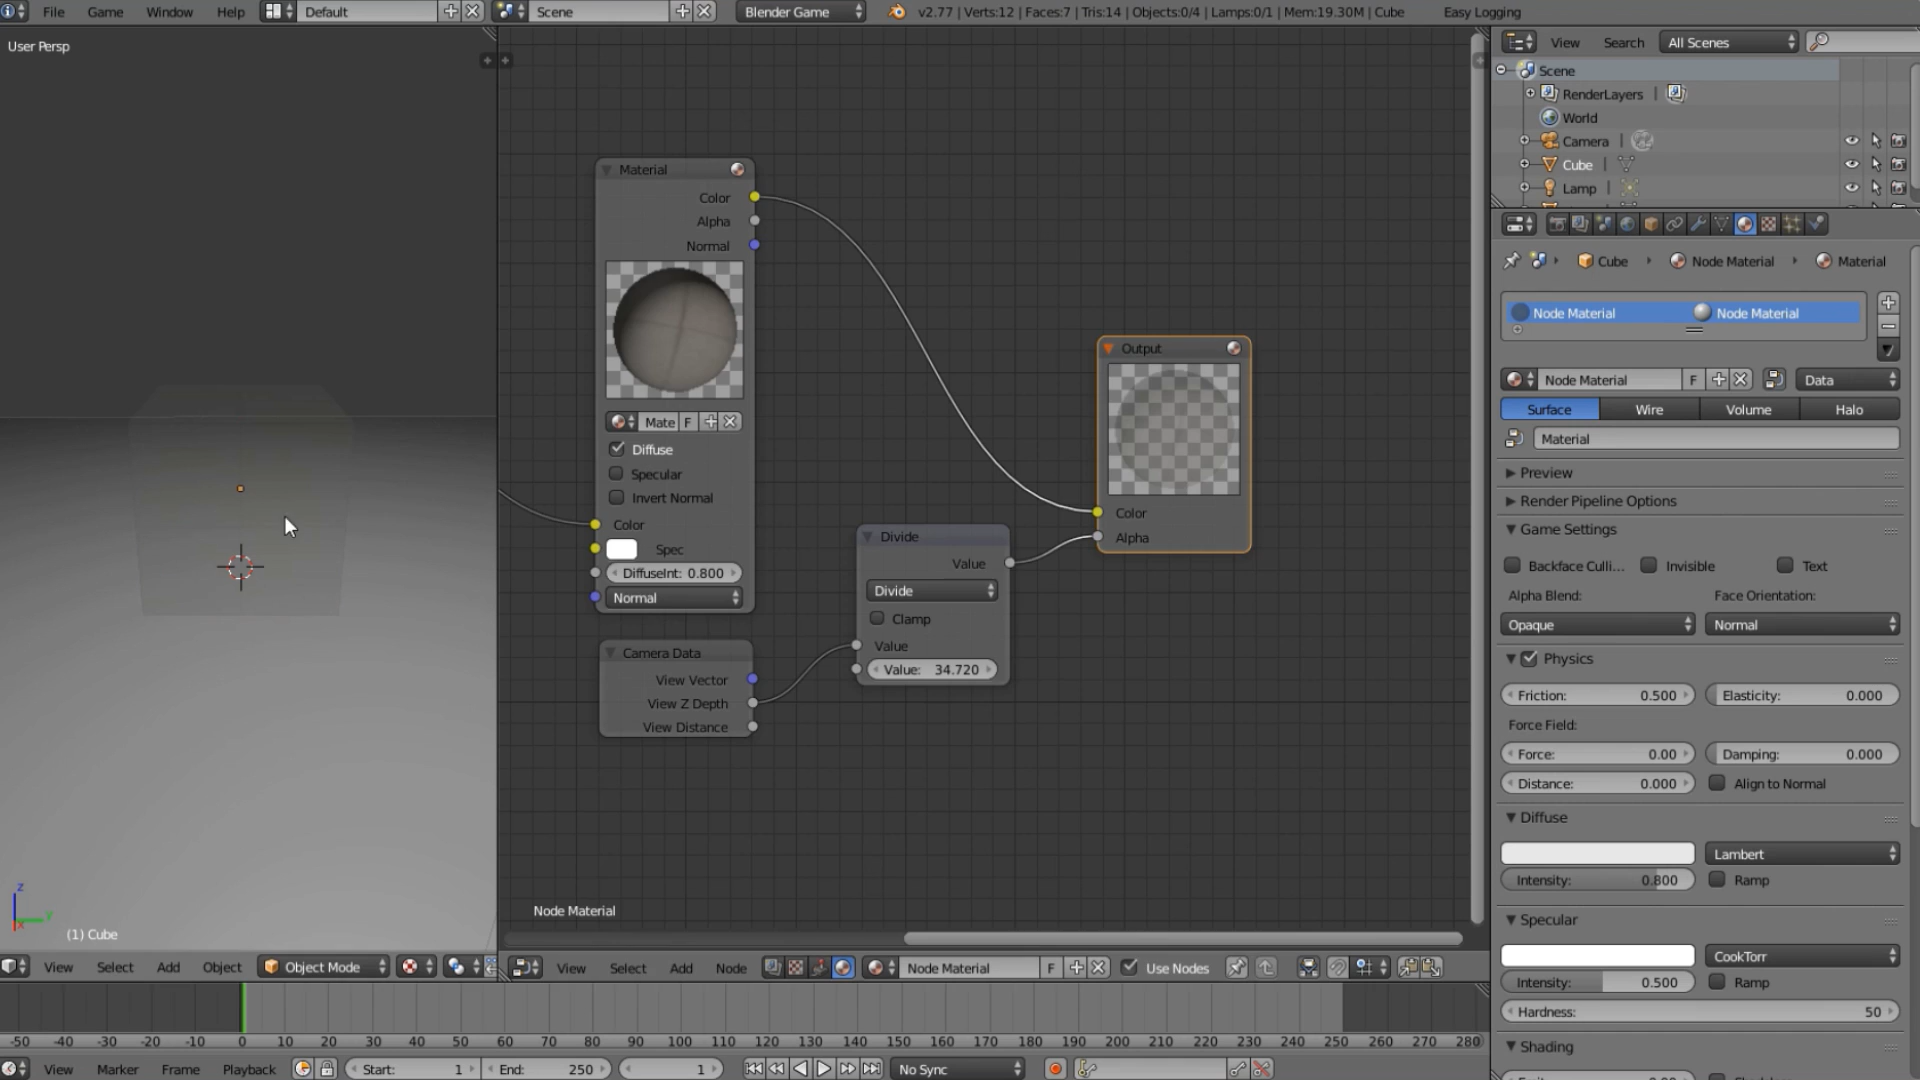 File Game Window Help Default Scene Blender Game v2.77 | Verts:12 | Faces:7 | Tris:14 | Objects:0/4 | Lamps:0/1 | Mem:19.30M | Cube Easy Logging
User Persp
(1) Cube
Z
Y
X
View Select Add Object Object Mode
Material
Color
Alpha
Normal
Mate F
Diffuse
Specular
Invert Normal
Color
Spec
DiffuseInt: 0.800
Normal
Camera Data
View Vector
View Z Depth
View Distance
Divide
Value
Divide
Clamp
Value
Value: 34.720
Output
Color
Alpha
Node Material
View Select Add Node Node Material F Use Nodes
View Search All Scenes
Scene
RenderLayers
World
Camera
Cube
Lamp
Cube Node Material Material
Node Material Node Material
Node Material F Data
Surface Wire Volume Halo
Material
Preview
Render Pipeline Options
Game Settings
Backface Culli... Invisible Text
Alpha Blend: Face Orientation:
Opaque Normal
Physics
Friction: 0.500 Elasticity: 0.000
Force Field:
Force: 0.00 Damping: 0.000
Distance: 0.000 Align to Normal
Diffuse
Lambert
Intensity: 0.800 Ramp
Specular
CookTorr
Intensity: 0.500 Ramp
Hardness: 50
Shading
-50 -40 -30 -20 -10 0 10 20 30 40 50 60 70 80 90 100 110 120 130 140 150 160 170 180 190 200 210 220 230 240 250 260 270 280
View Marker Frame Playback Start: 1 End: 250 1 No Sync